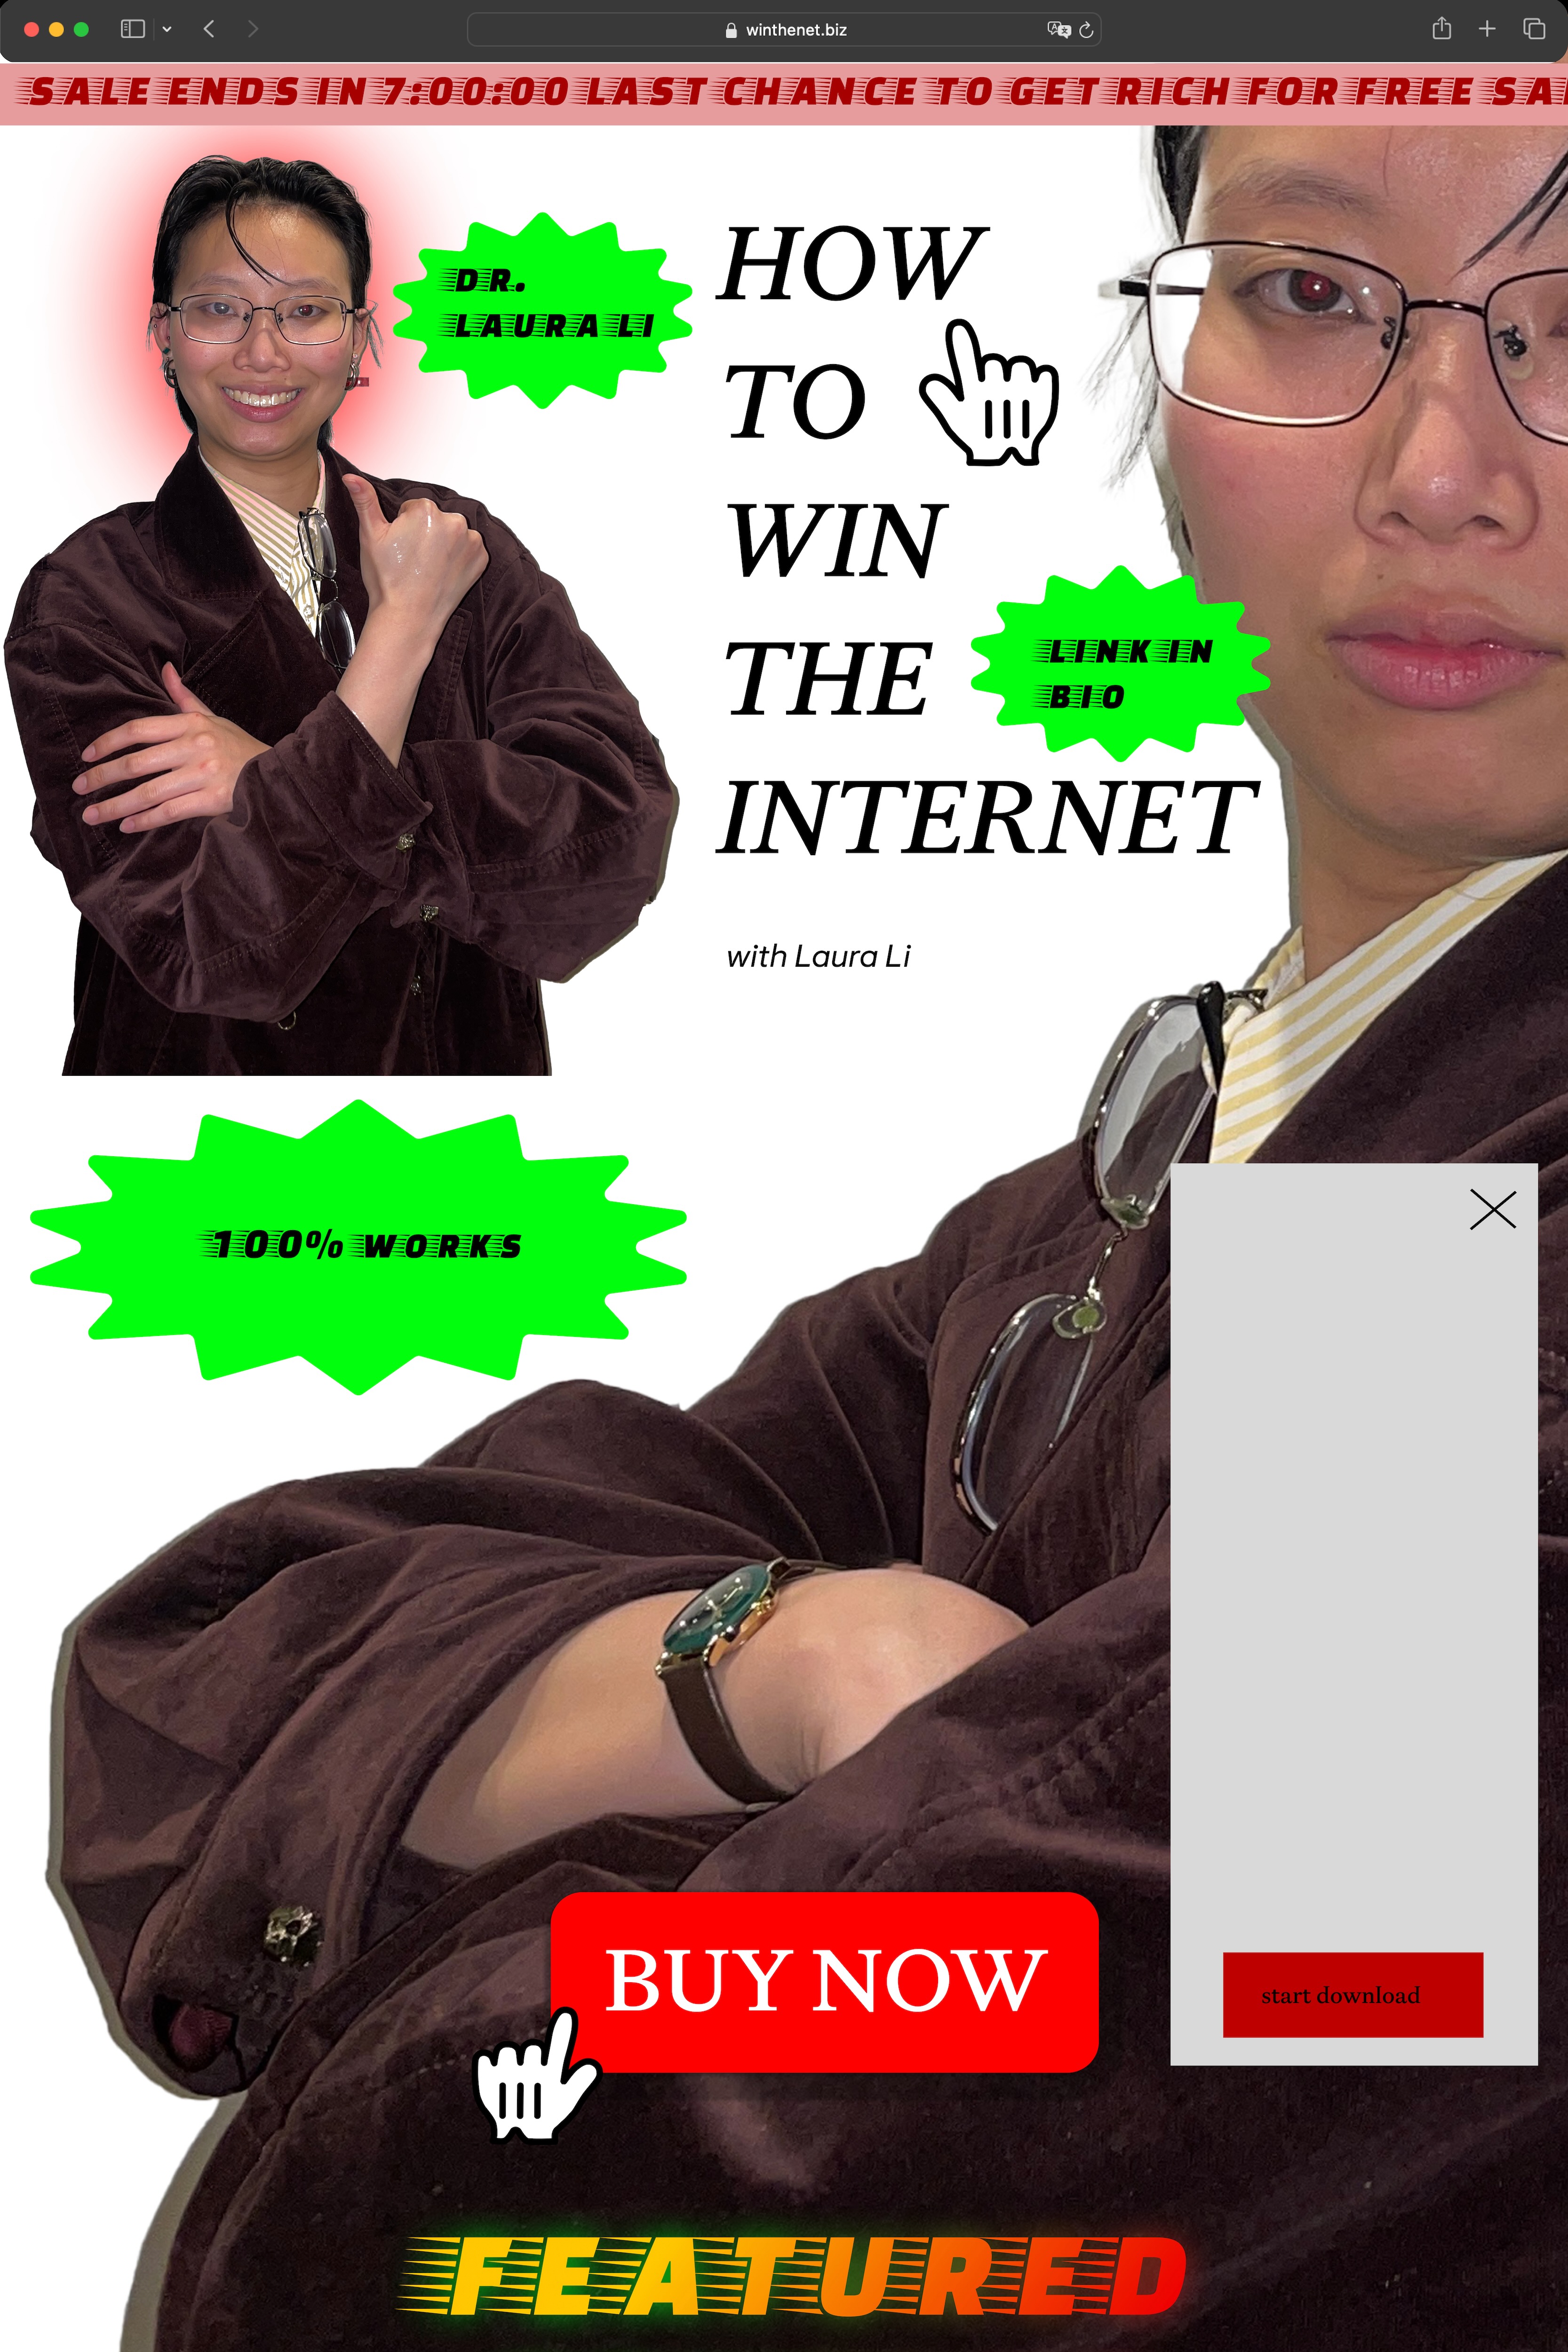 winthenet.biz
SALE ENDS IN 7:00:00 LAST CHANCE TO GET RICH FOR FREE SA
DR.
LAURA LI
HOW
TO
WIN
THE
INTERNET
LINK IN
BIO
with Laura Li
100% WORKS
BUY NOW
start download
FEATURED